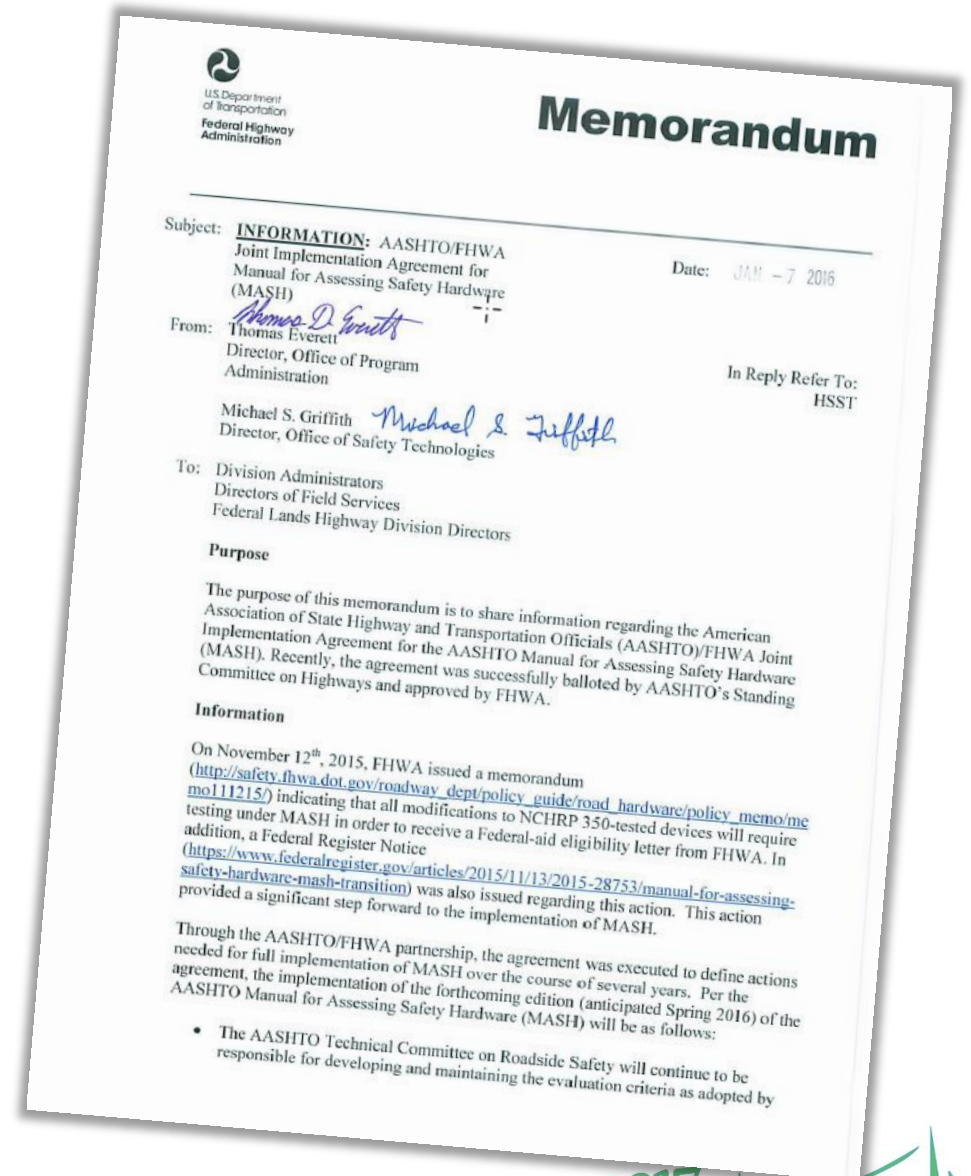 U.S. Department
of Transportation
Federal Highway
Administration
Memorandum
Subject: INFORMATION: AASHTO/FHWA
Joint Implementation Agreement for
Manual for Assessing Safety Hardware
(MASH)
Date: JAN - 7 2016
Thomas D. Everett
From: Thomas Everett
Director, Office of Program
Administration
In Reply Refer To:
HSST
Michael S. Griffith Michael S. Griffith
Director, Office of Safety Technologies
To: Division Administrators
Directors of Field Services
Federal Lands Highway Division Directors
Purpose
The purpose of this memorandum is to share information regarding the American
Association of State Highway and Transportation Officials (AASHTO)/FHWA Joint
Implementation Agreement for the AASHTO Manual for Assessing Safety Hardware
(MASH). Recently, the agreement was successfully balloted by AASHTO's Standing
Committee on Highways and approved by FHWA.
Information
On November 12th, 2015, FHWA issued a memorandum
(http://safety.fhwa.dot.gov/roadway_dept/policy_guide/road_hardware/policy_memo/me
mo111215/) indicating that all modifications to NCHRP 350-tested devices will require
testing under MASH in order to receive a Federal-aid eligibility letter from FHWA. In
addition, a Federal Register Notice
(https://www.federalregister.gov/articles/2015/11/13/2015-28753/manual-for-assessing-
safety-hardware-mash-transition) was also issued regarding this action. This action
provided a significant step forward to the implementation of MASH.
Through the AASHTO/FHWA partnership, the agreement was executed to define actions
needed for full implementation of MASH over the course of several years. Per the
agreement, the implementation of the forthcoming edition (anticipated Spring 2016) of the
AASHTO Manual for Assessing Safety Hardware (MASH) will be as follows:
• The AASHTO Technical Committee on Roadside Safety will continue to be
responsible for developing and maintaining the evaluation criteria as adopted by